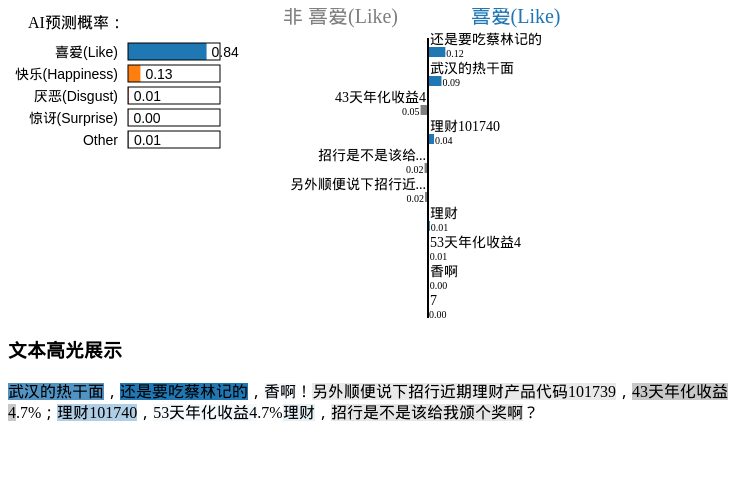 AI预测概率：
喜爱(Like) 0.84
快乐(Happiness) 0.13
厌恶(Disgust) 0.01
惊讶(Surprise) 0.00
Other 0.01
非 喜爱(Like) 喜爱(Like)
还是要吃蔡林记的
0.12
武汉的热干面
0.09
43天年化收益4
0.05
理财101740
0.04
招行是不是该给...
0.02
另外顺便说下招行近...
0.02
理财
0.01
53天年化收益4
0.01
香啊
0.00
7
0.00
文本高光展示
武汉的热干面，还是要吃蔡林记的，香啊！另外顺便说下招行近期理财产品代码101739，43天年化收益
4.7%；理财101740，53天年化收益4.7%理财，招行是不是该给我颁个奖啊？